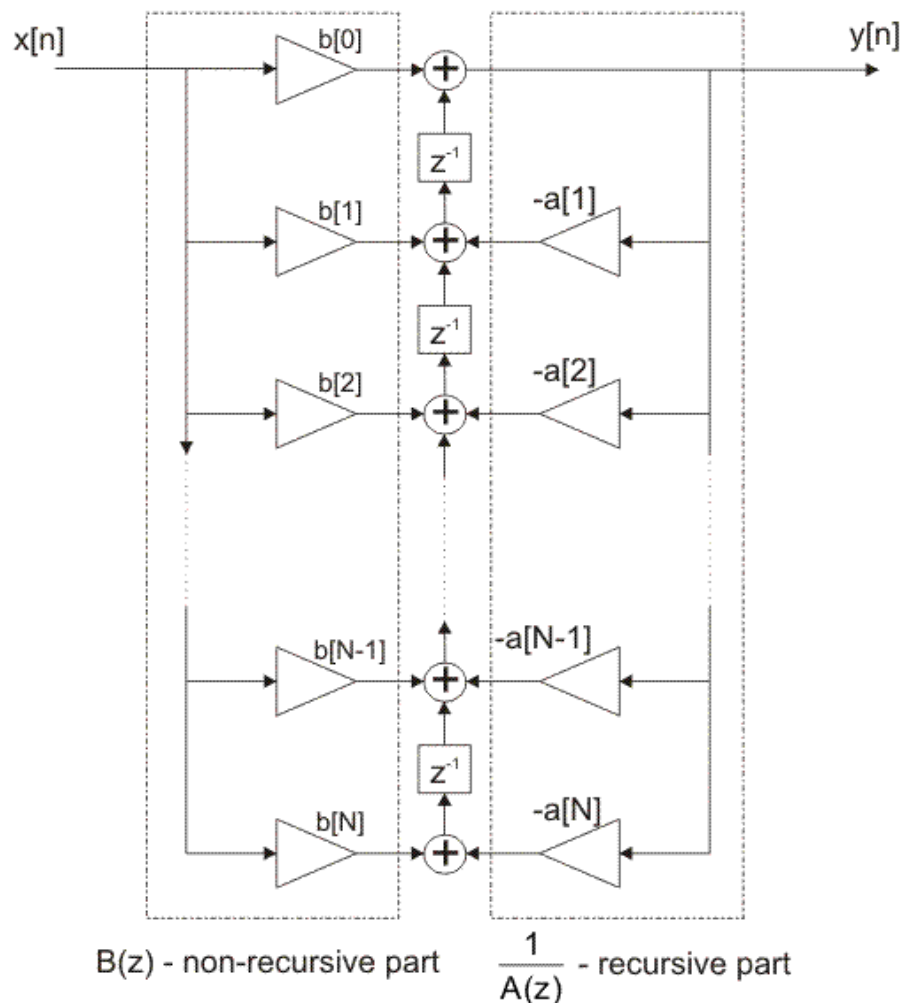 x[n]
b[0]
y[n]
+
z⁻¹
b[1]
+
-a[1]
z⁻¹
b[2]
+
-a[2]
b[N-1]
+
-a[N-1]
z⁻¹
b[N]
+
-a[N]
B(z) - non-recursive part
1
A(z)
- recursive part